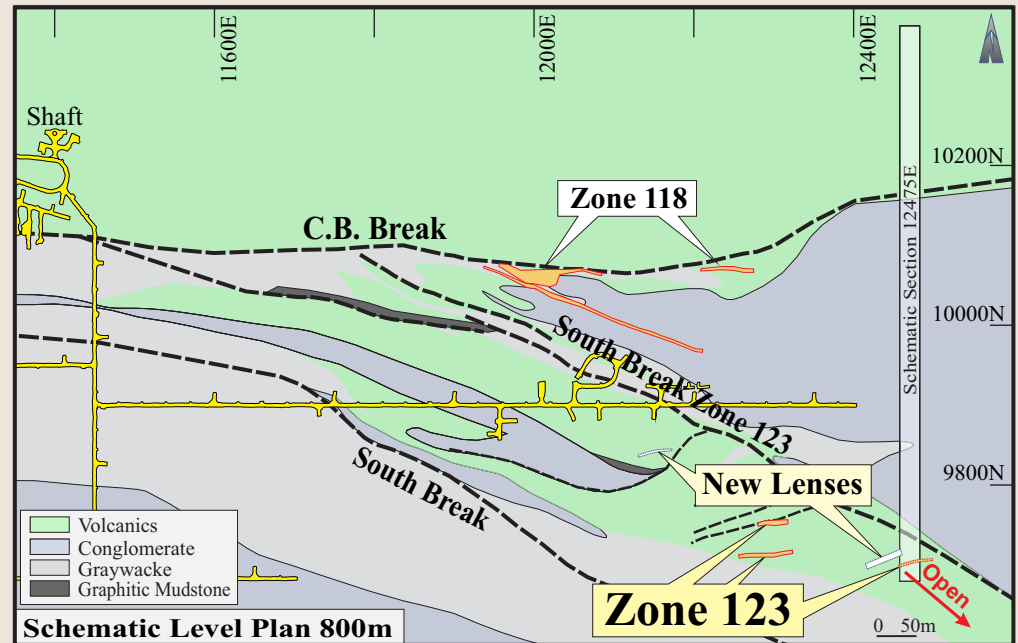 11600E
12000E
12400E
Shaft
10200N
Zone 118
C.B. Break
Schematic Section 12475E
10000N
South Break Zone 123
South Break
New Lenses
9800N
Volcanics
Conglomerate
Graywacke
Graphitic Mudstone
Open
Zone 123
0 50m
Schematic Level Plan 800m